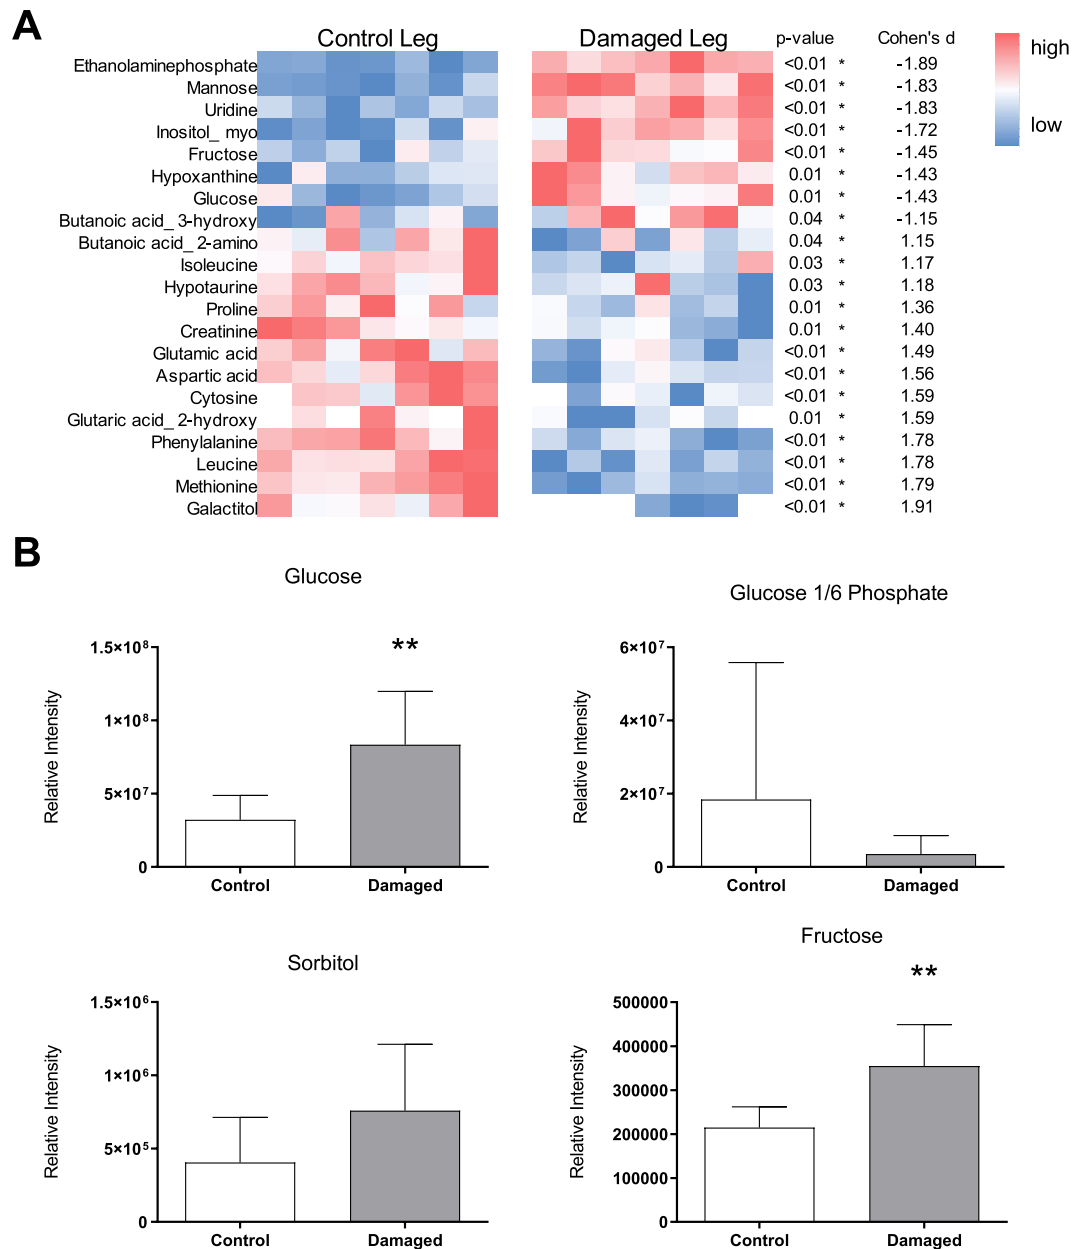 A
Control Leg Damaged Leg p-value Cohen's d
Ethanolaminephosphate <0.01 * -1.89 high
Mannose <0.01 * -1.83
Uridine <0.01 * -1.83
low
Inositol_ myo <0.01 * -1.72
Fructose <0.01 * -1.45
Hypoxanthine 0.01 * -1.43
Glucose 0.01 * -1.43
Butanoic acid_ 3-hydroxy 0.04 * -1.15
Butanoic acid_ 2-amino 0.04 * 1.15
Isoleucine 0.03 * 1.17
Hypotaurine 0.03 * 1.18
Proline 0.01 * 1.36
Creatinine 0.01 * 1.40
Glutamic acid <0.01 * 1.49
Aspartic acid <0.01 * 1.56
Cytosine <0.01 * 1.59
Glutaric acid_ 2-hydroxy 0.01 * 1.59
Phenylalanine <0.01 * 1.78
Leucine <0.01 * 1.78
Methionine <0.01 * 1.79
Galactitol <0.01 * 1.91
B
Glucose
**
1.5×10⁸
1×10⁸
5×10⁷
0
Relative Intensity
Control Damaged
Glucose 1/6 Phosphate
6×10⁷
4×10⁷
2×10⁷
0
Relative Intensity
Control Damaged
Sorbitol
1.5×10⁶
1×10⁶
5×10⁵
0
Relative Intensity
Control Damaged
Fructose
**
500000
400000
300000
200000
100000
0
Relative Intensity
Control Damaged